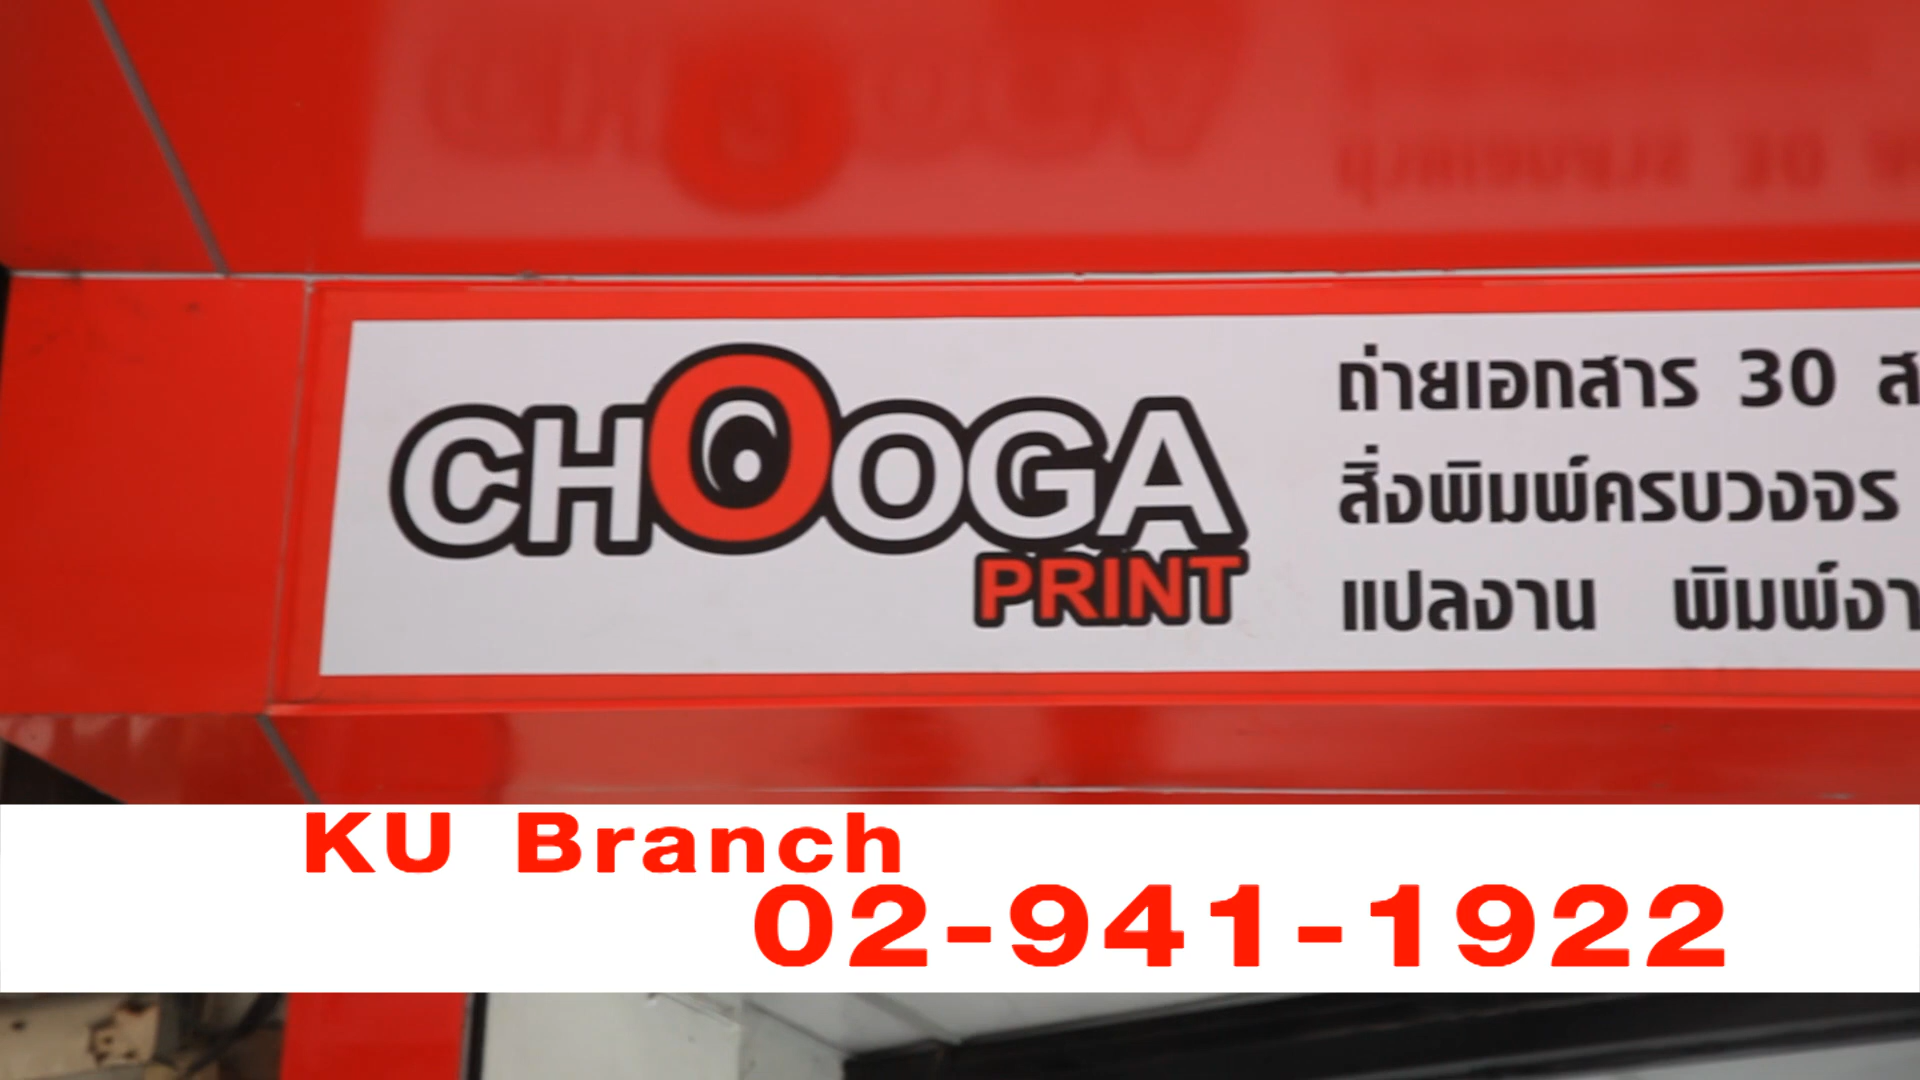 CHOOGA
PRINT
ถ่ายเอกสาร 30
สิ่งพิมพ์ครบวงจร
แปลงาน
KU Branch
02-941-1922